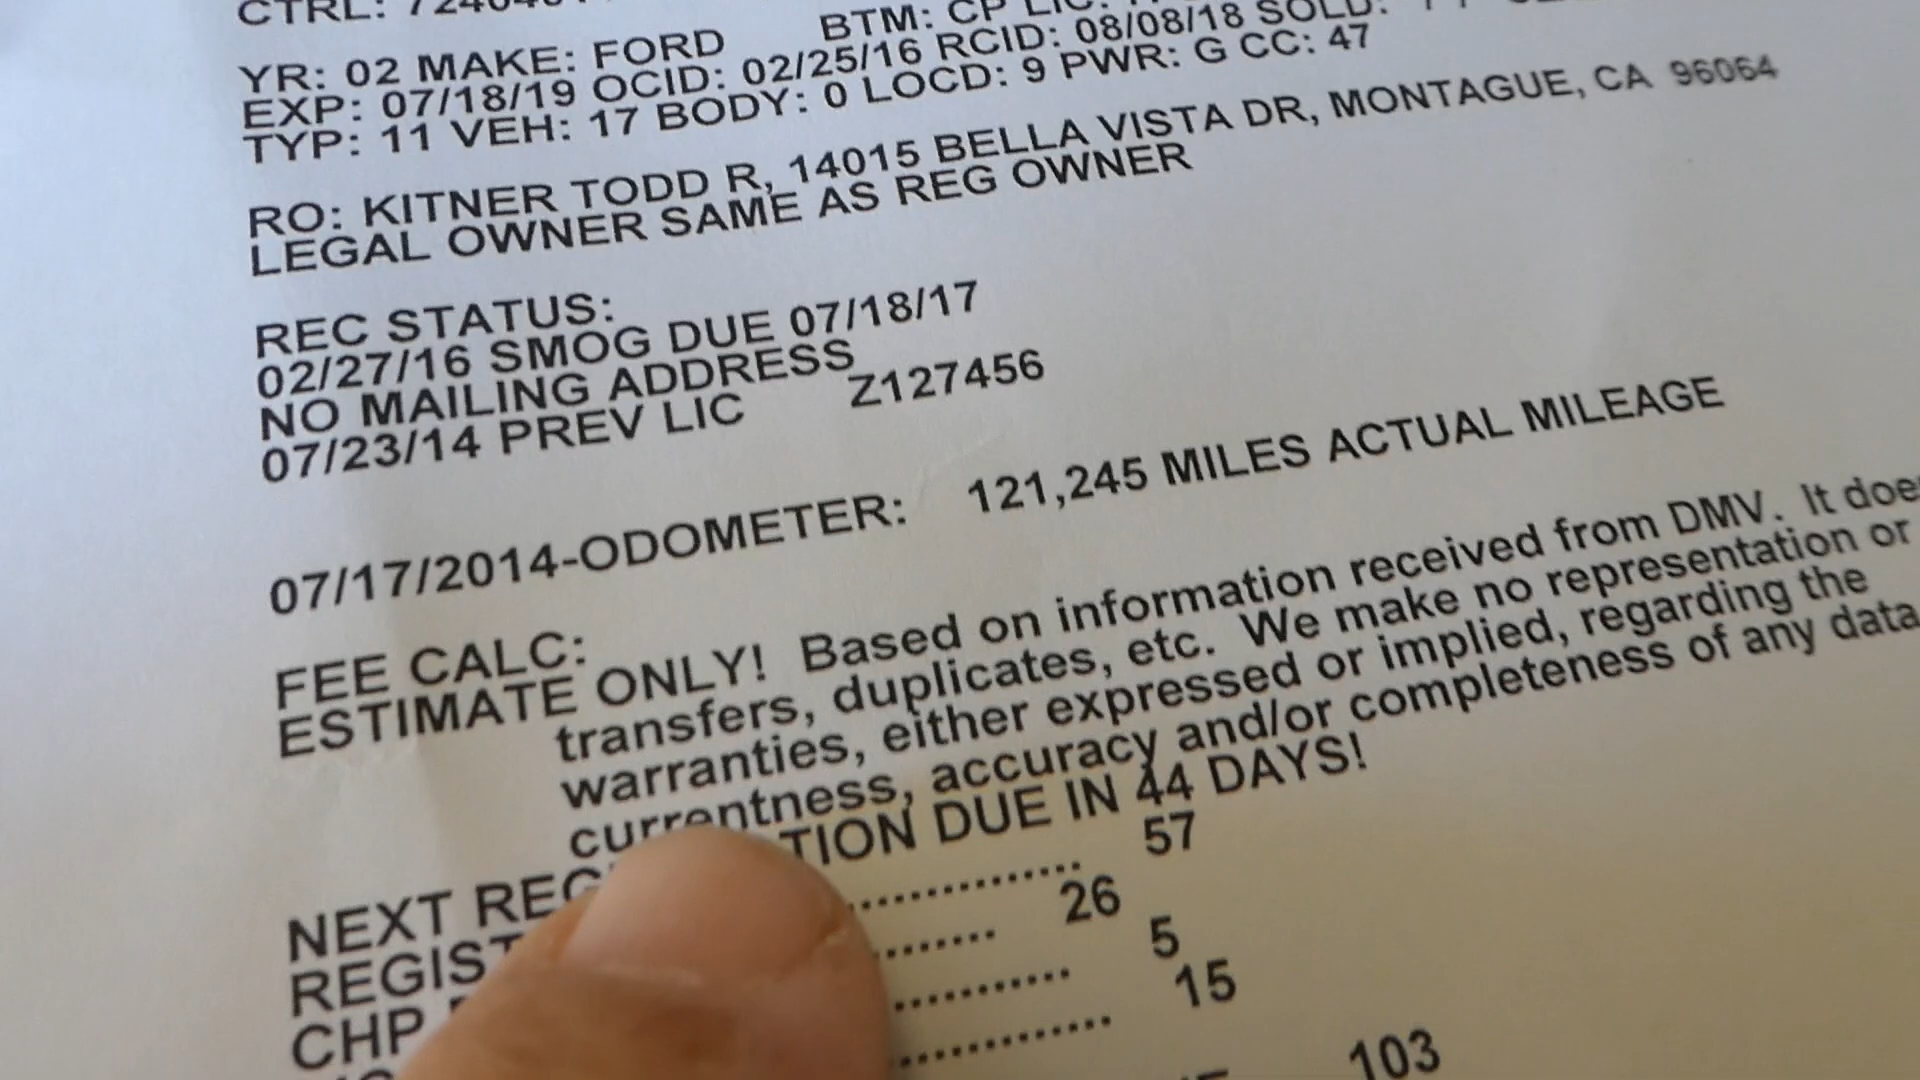 CTRL:
YR: 02 MAKE: FORD BTM: CP
EXP: 07/18/19 OCID: 02/25/16 RCID: 08/08/18 SOLD:
TYP: 11 VEH: 17 BODY: 0 LOCD: 9 PWR: G CC: 47
RO: KITNER TODD R, 14015 BELLA VISTA DR, MONTAGUE, CA 96064
LEGAL OWNER SAME AS REG OWNER
REC STATUS:
02/27/16 SMOG DUE 07/18/17
NO MAILING ADDRESS
07/23/14 PREV LIC Z127456
07/17/2014-ODOMETER: 121,245 MILES ACTUAL MILEAGE
FEE CALC:
ESTIMATE ONLY! Based on information received from DMV. It
transfers, duplicates, etc. We make no representation or
warranties, either expressed or implied, regarding the
currentness, accuracy and/or completeness of any data
NEXT DUE IN 44 DAYS!
57
CHP 26
5
15
103